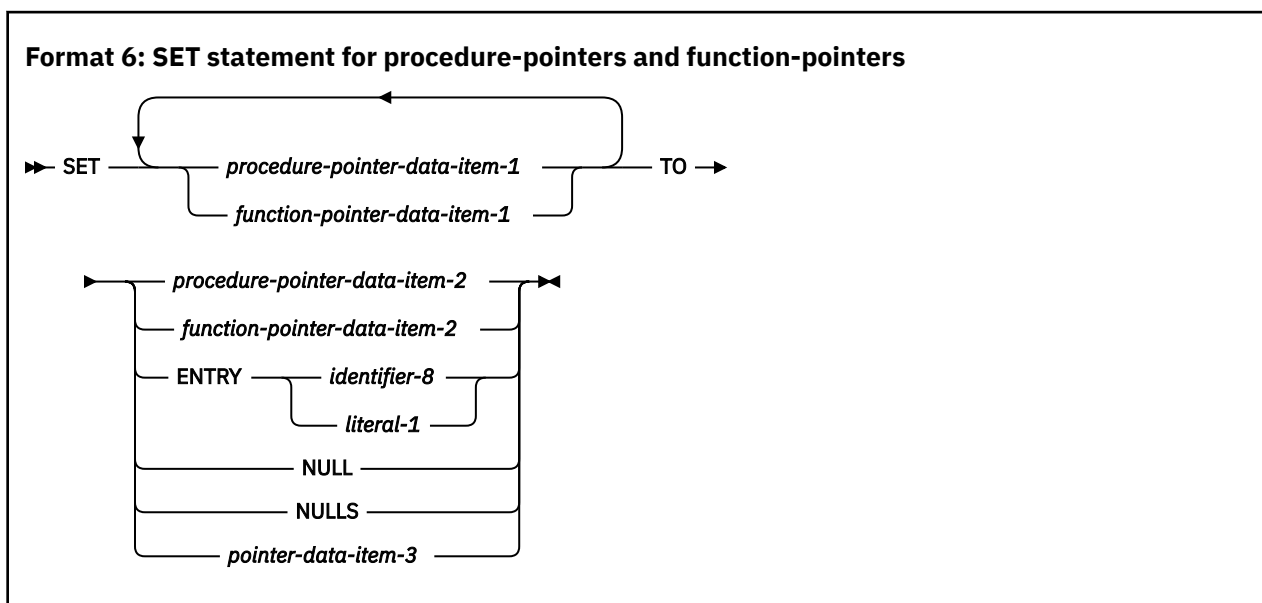 Format 6: SET statement for procedure-pointers and function-pointers
SET procedure-pointer-data-item-1 TO
function-pointer-data-item-1
procedure-pointer-data-item-2
function-pointer-data-item-2
ENTRY identifier-8
literal-1
NULL
NULLS
pointer-data-item-3